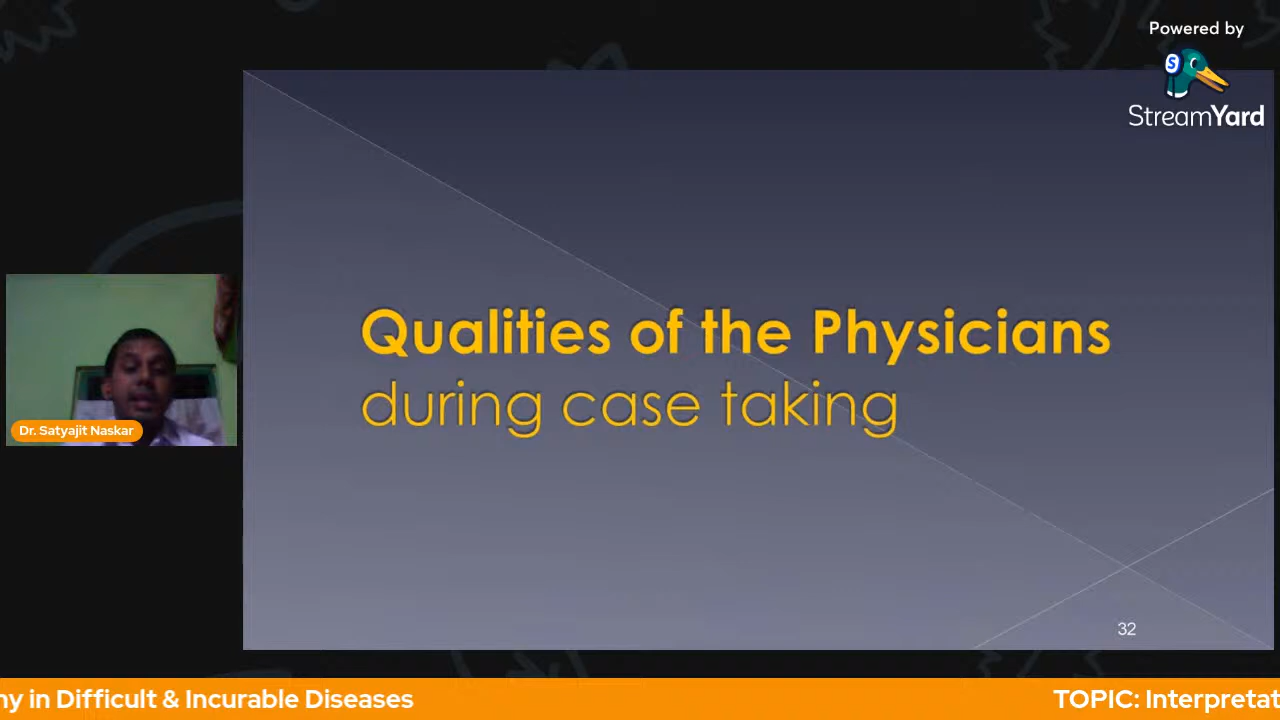 Powered by
StreamYard
Qualities of the Physicians
during case taking
Dr. Satyajit Naskar
32
in Difficult & Incurable Diseases
TOPIC: